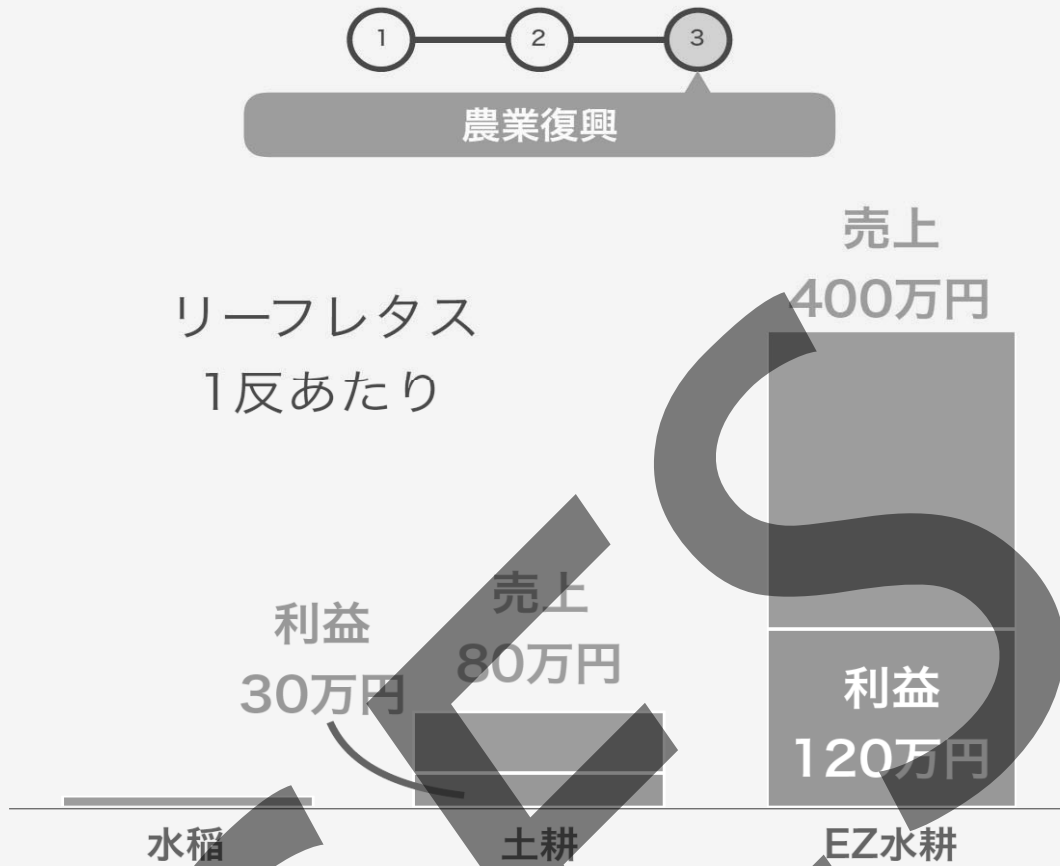 1 2 3
農業復興
リーフレタス
1反あたり
売上
400万円
利益
30万円
売上
80万円
利益
120万円
水稲
土耕
EZ水耕